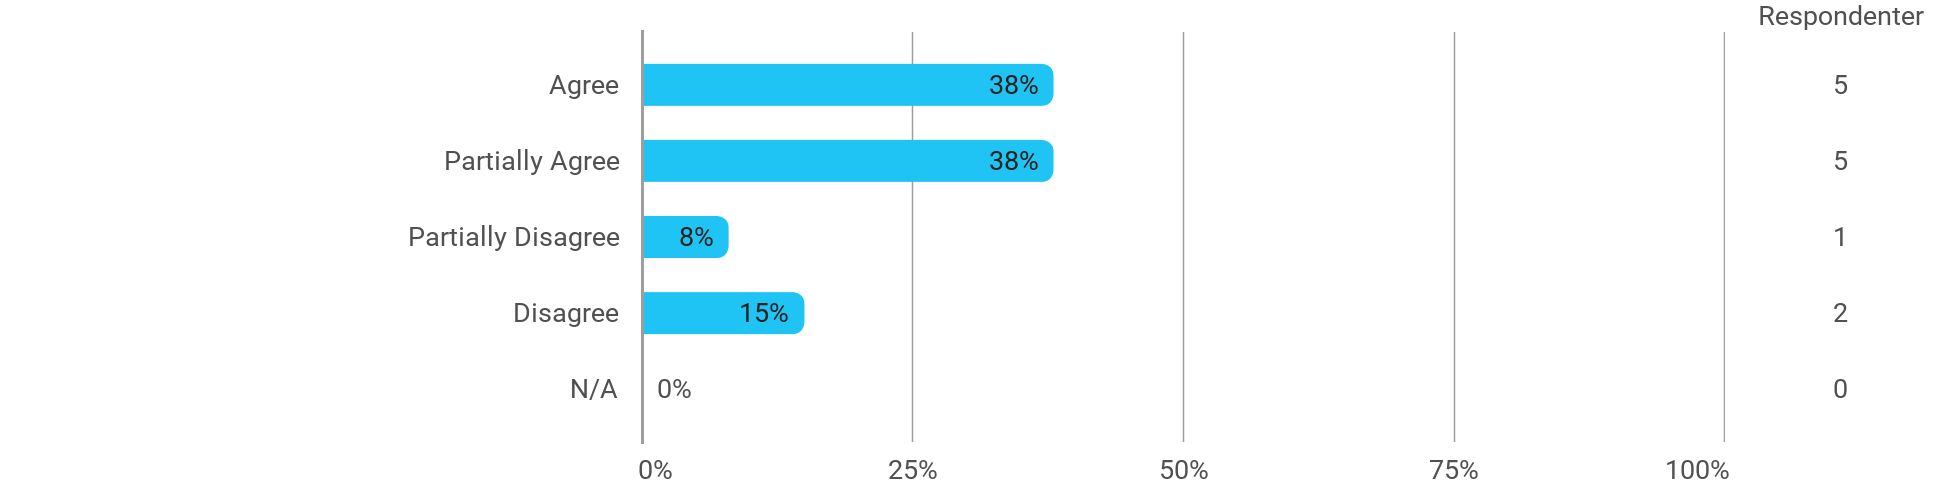 Respondenter
Agree 38% 5
Partially Agree 38% 5
Partially Disagree 8% 1
Disagree 15% 2
N/A 0% 0
0% 25% 50% 75% 100%